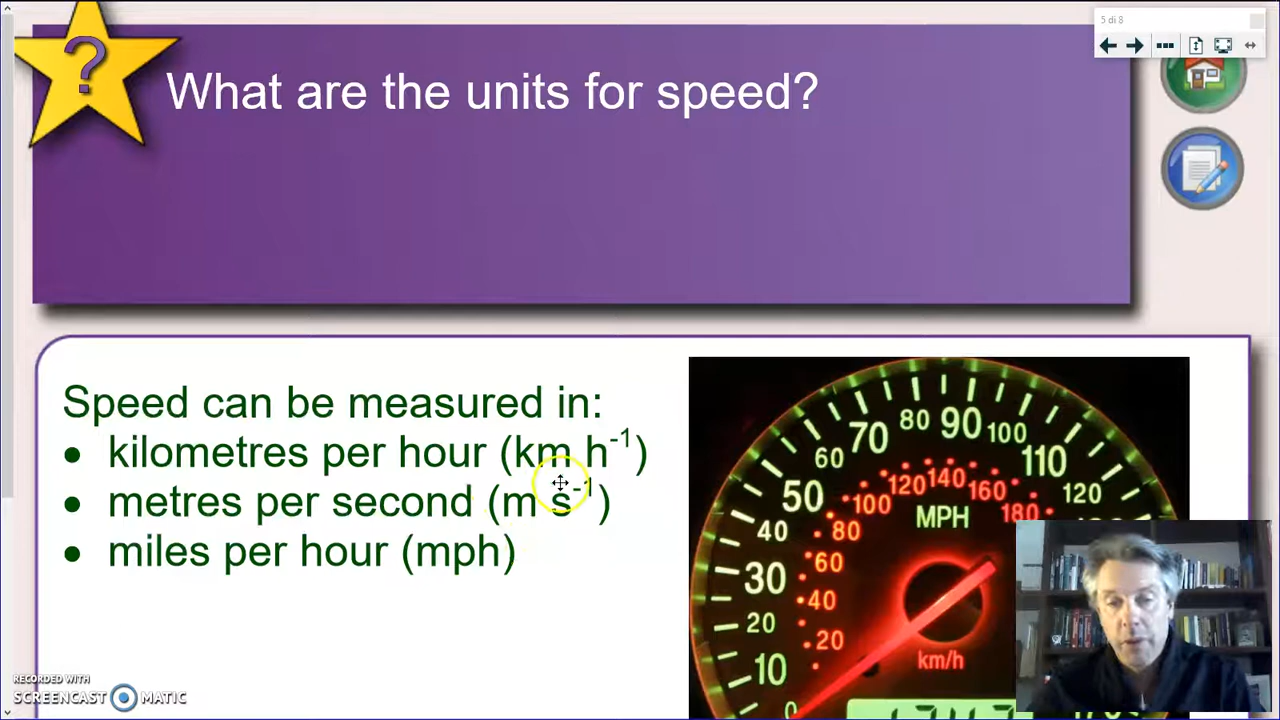 5 di 8
?
What are the units for speed?
Speed can be measured in:
• kilometres per hour (km h⁻¹)
• metres per second (m s⁻¹)
• miles per hour (mph)
0 10 20 30 40 50 60 70 80 90 100 110 120
20 40 60 80 100 120 140 160 180
MPH
km/h
RECORDED WITH
SCREENCAST MATIC